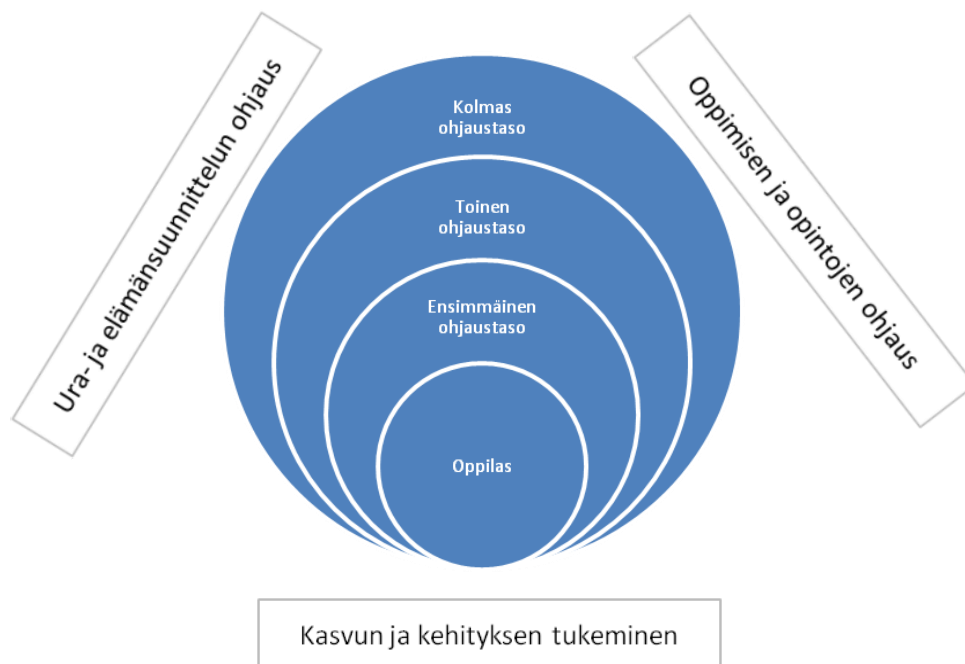 Ura- ja elämänsuunnittelun ohjaus
Oppimisen ja opintojen ohjaus
Kolmas
ohjaustaso
Toinen
ohjaustaso
Ensimmäinen
ohjaustaso
Oppilas
Kasvun ja kehityksen tukeminen